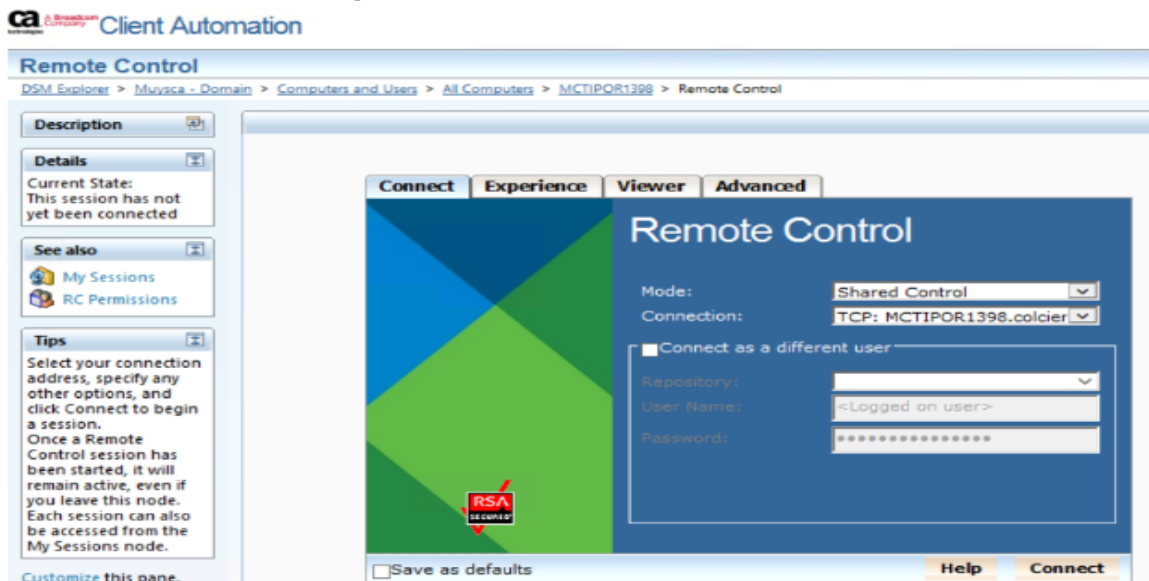 ca A Broadcom Company Client Automation
technologies
Remote Control
DSM Explorer > Muysca - Domain > Computers and Users > All Computers > MCTIPOR1398 > Remote Control
Description
Details
Current State:
This session has not
yet been connected
See also
My Sessions
RC Permissions
Tips
Select your connection
address, specify any
other options, and
click Connect to begin
a session.
Once a Remote
Control session has
been started, it will
remain active, even if
you leave this node.
Each session can also
be accessed from the
My Sessions node.
Customize this pane.
Connect Experience Viewer Advanced
Remote Control
Mode: Shared Control
Connection: TCP: MCTIPOR1398.colcier
Connect as a different user
Repository:
User Name: <Logged on user>
Password: ***************
RSA
SECURED
Save as defaults Help Connect